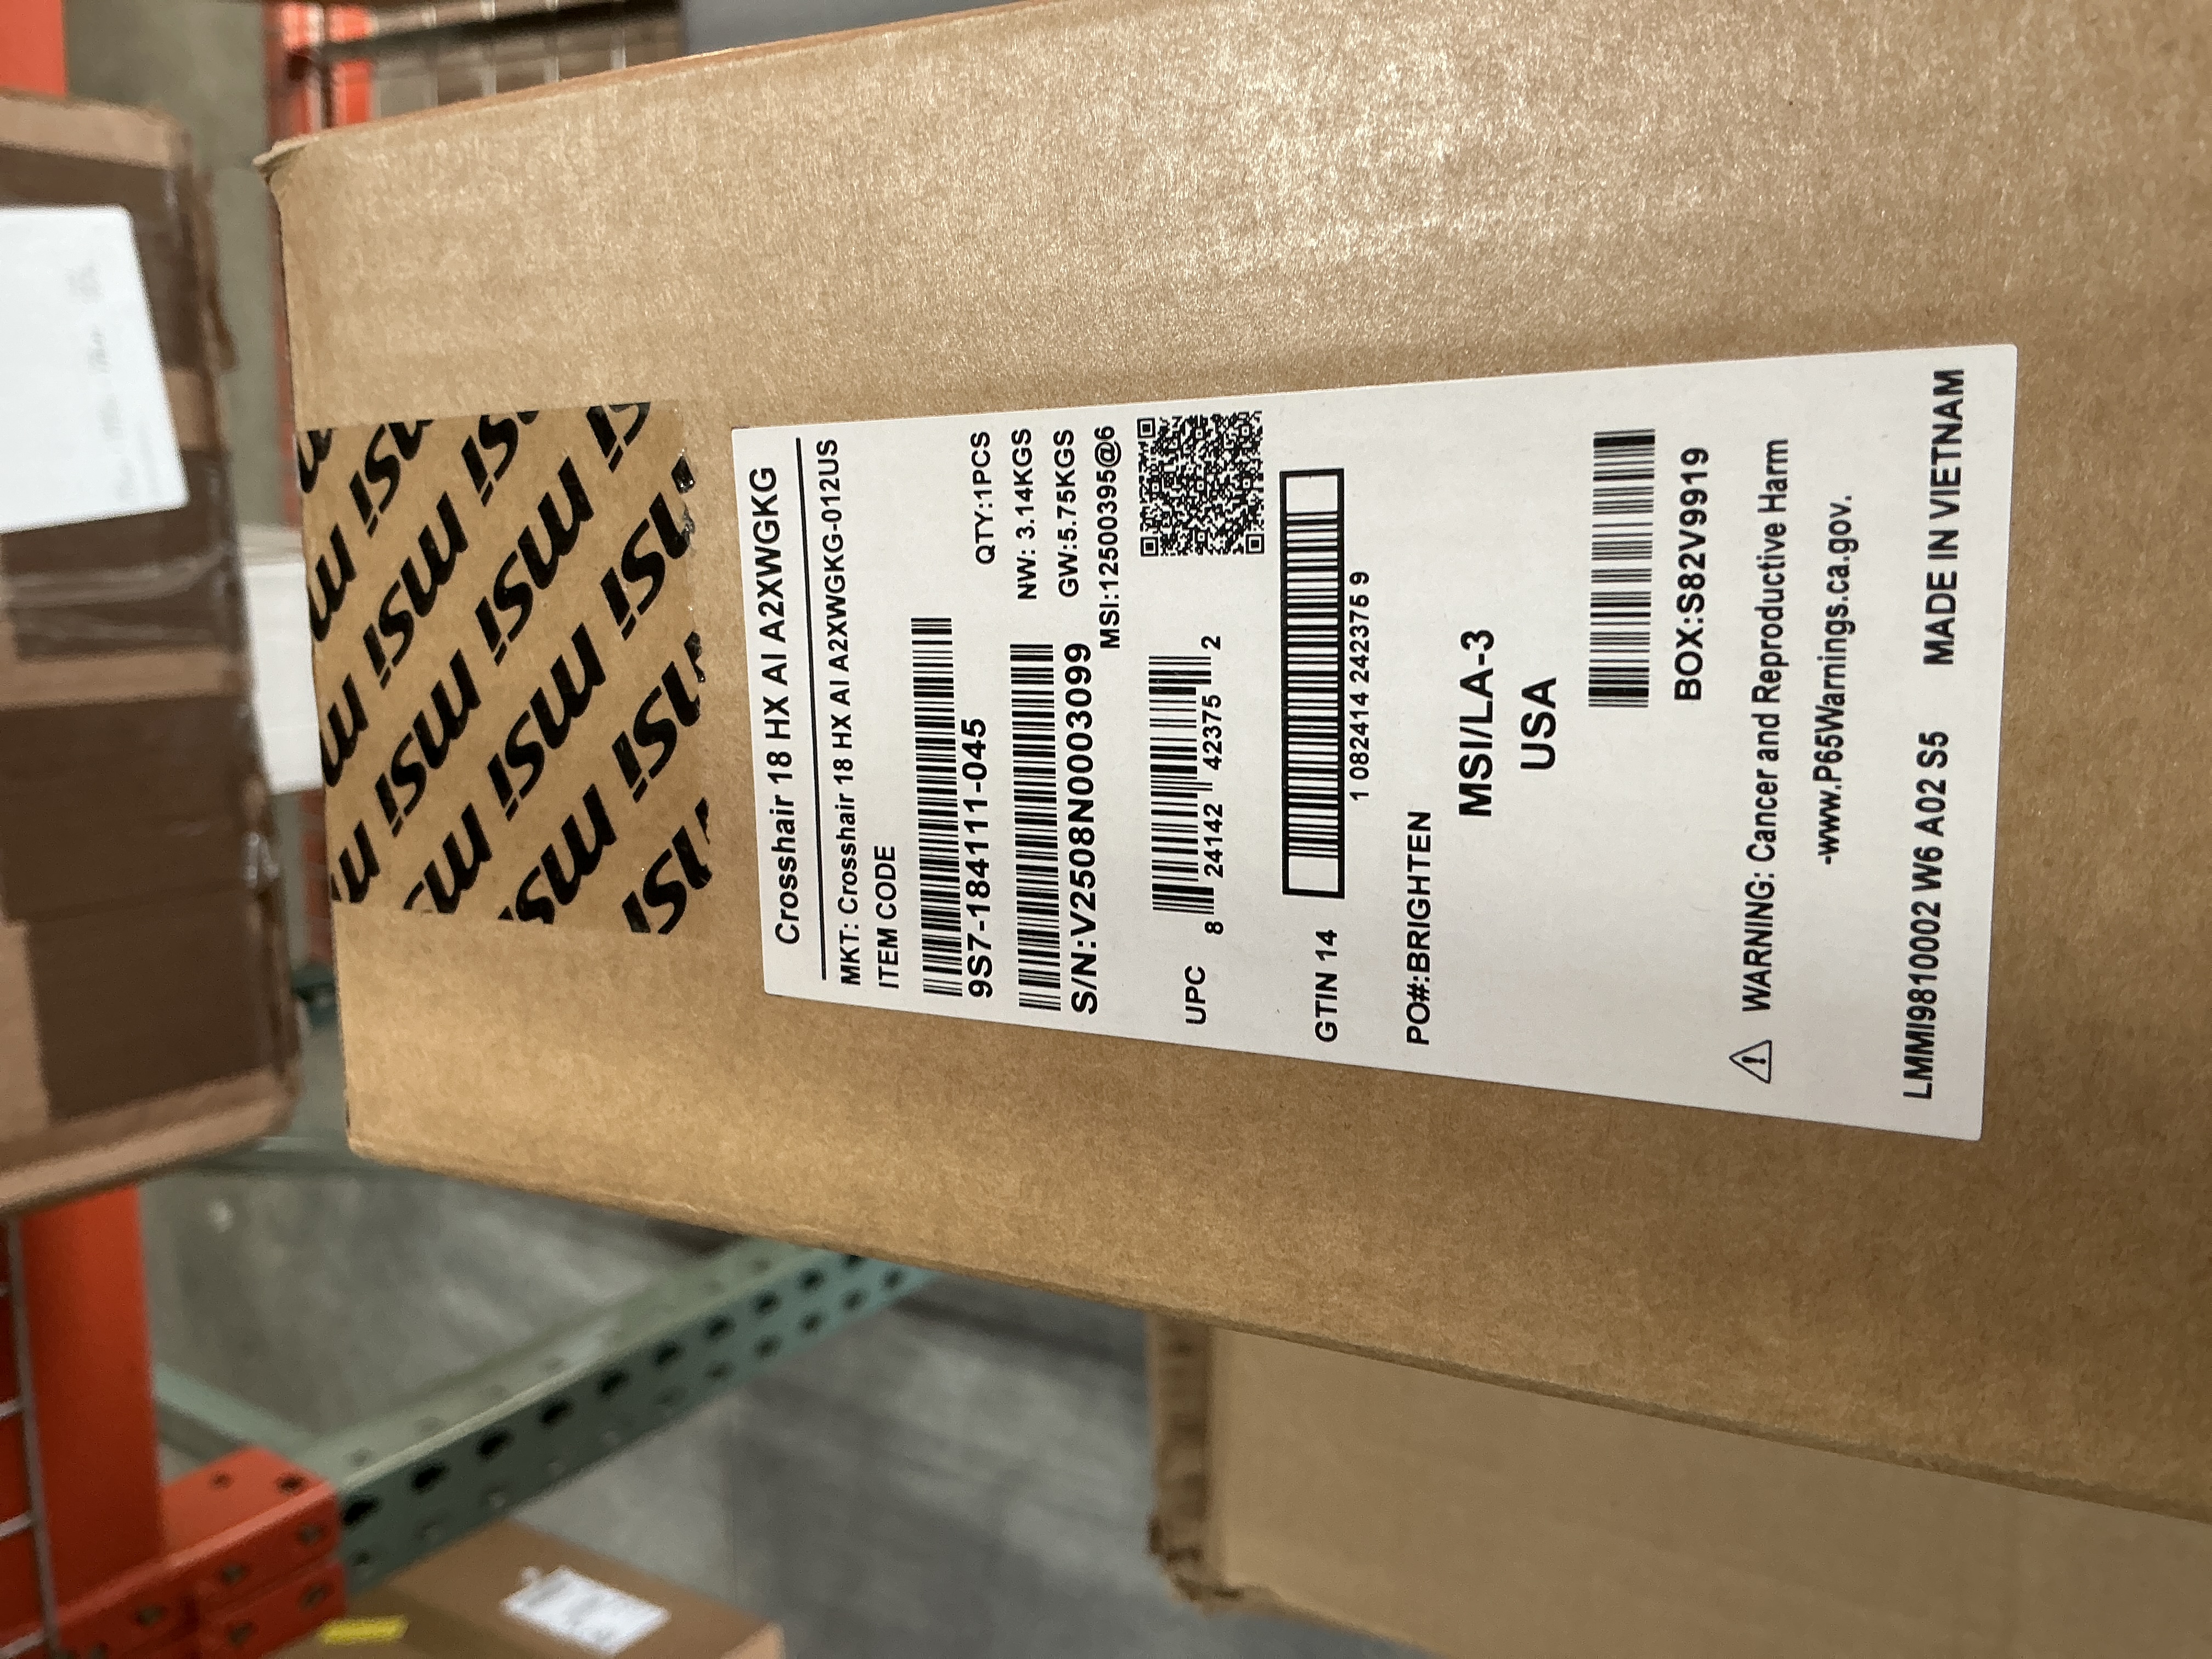 msi msi msi
Crosshair 18 HX AI A2XWGKG
MKT: Crosshair 18 HX AI A2XWGKG-012US
ITEM CODE
9S7-184111-045
QTY:1PCS
S/N:V2508N0003099
NW: 3.14KGS
GW:5.75KGS
MSI:12500395@6
UPC
8 24142 42375 2
GTIN 14
1 0824142 42375 9
PO#:BRIGHTEN
MSI/LA-3
USA
BOX:S82V9919
WARNING: Cancer and Reproductive Harm
-www.P65Warnings.ca.gov.
LMMI9810002 W6 A02 S5 MADE IN VIETNAM